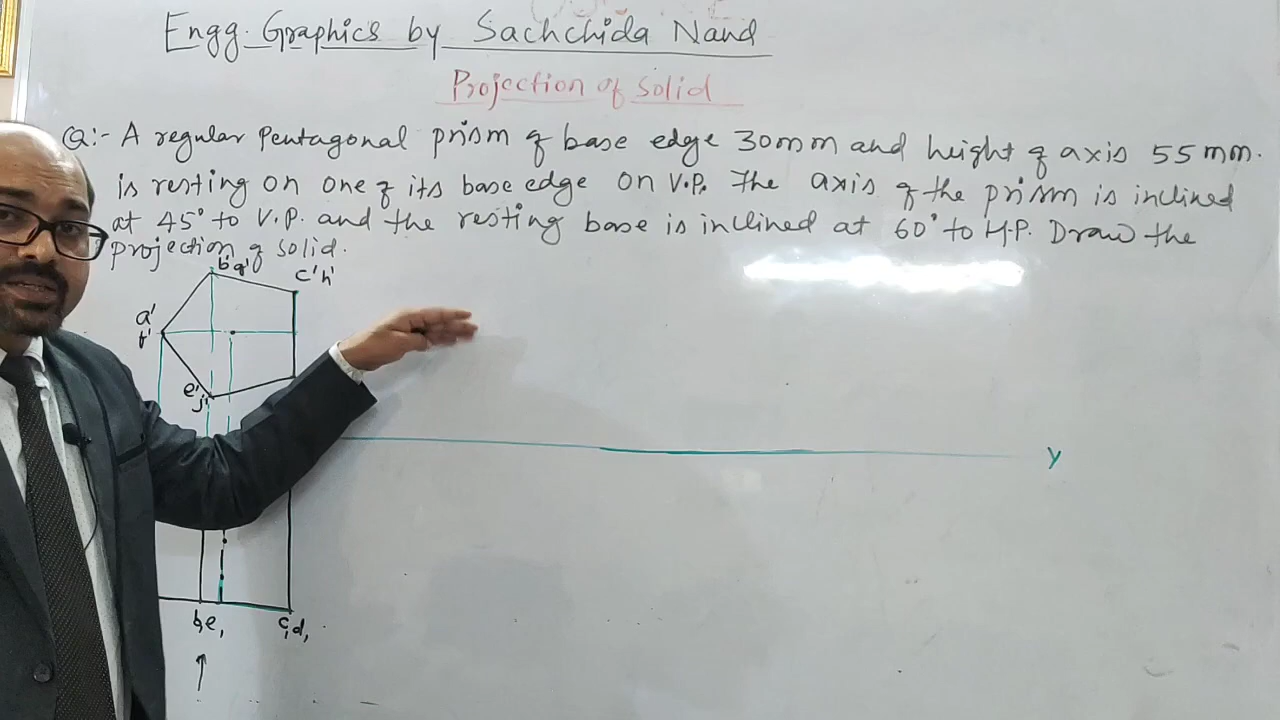 Engg. Graphics by Sachchida Nand
Projection of solid
Q:- A regular Pentagonal prism of base edge 30mm and height of axis 55 mm.
is resting on one of its base edge on V.P. The axis of the prism is inclined
at 45° to V.P. and the resting base is inclined at 60° to H.P. Draw the
projection of solid.
b'g'
c'h'
a'
f'
e'
j'
y
b,e,
c,d,